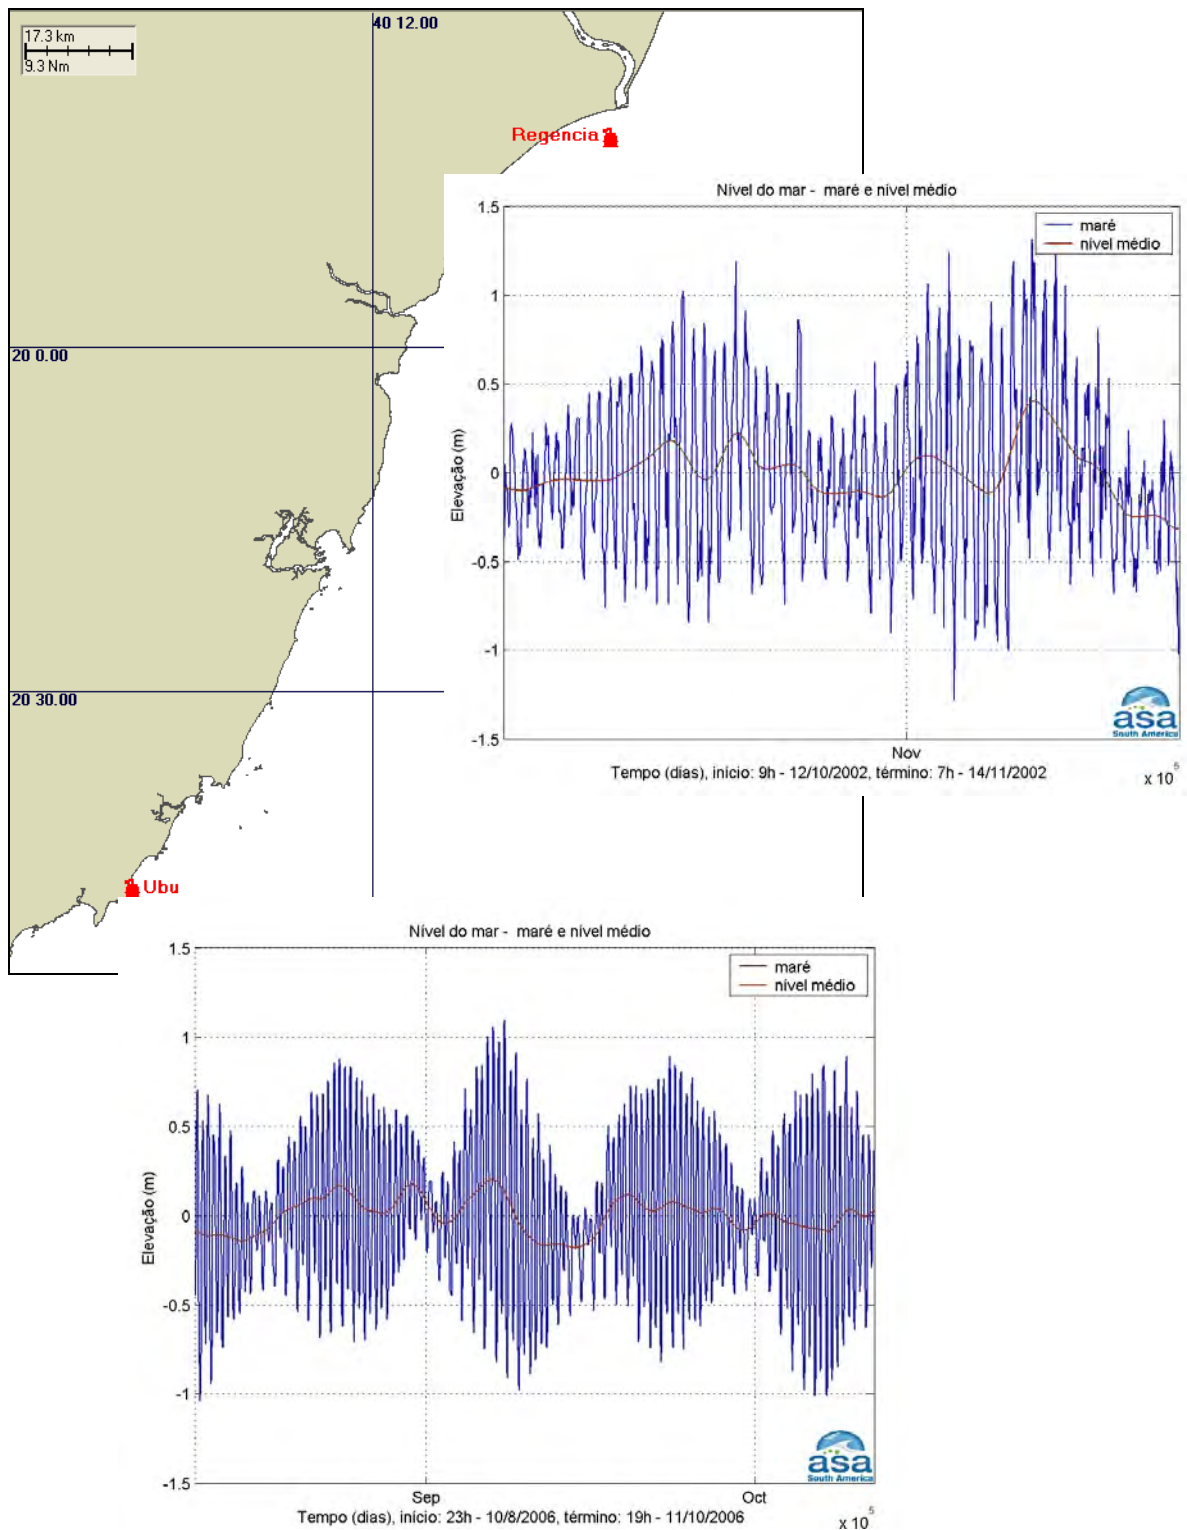 40 12.00
17.3 km
9.3 Nm
Regencia
20 0.00
20 30.00
Ubu
Nível do mar - maré e nível médio
1.5
maré
nível médio
1
0.5
0
-0.5
-1
-1.5
Elevação (m)
Nov
asa
South America
Tempo (dias), início: 9h - 12/10/2002, término: 7h - 14/11/2002
x 10^5
Nível do mar - maré e nível médio
1.5
maré
nível médio
1
0.5
0
-0.5
-1
-1.5
Elevação (m)
Sep
Oct
asa
South America
Tempo (dias), início: 23h - 10/8/2006, término: 19h - 11/10/2006
x 10^5